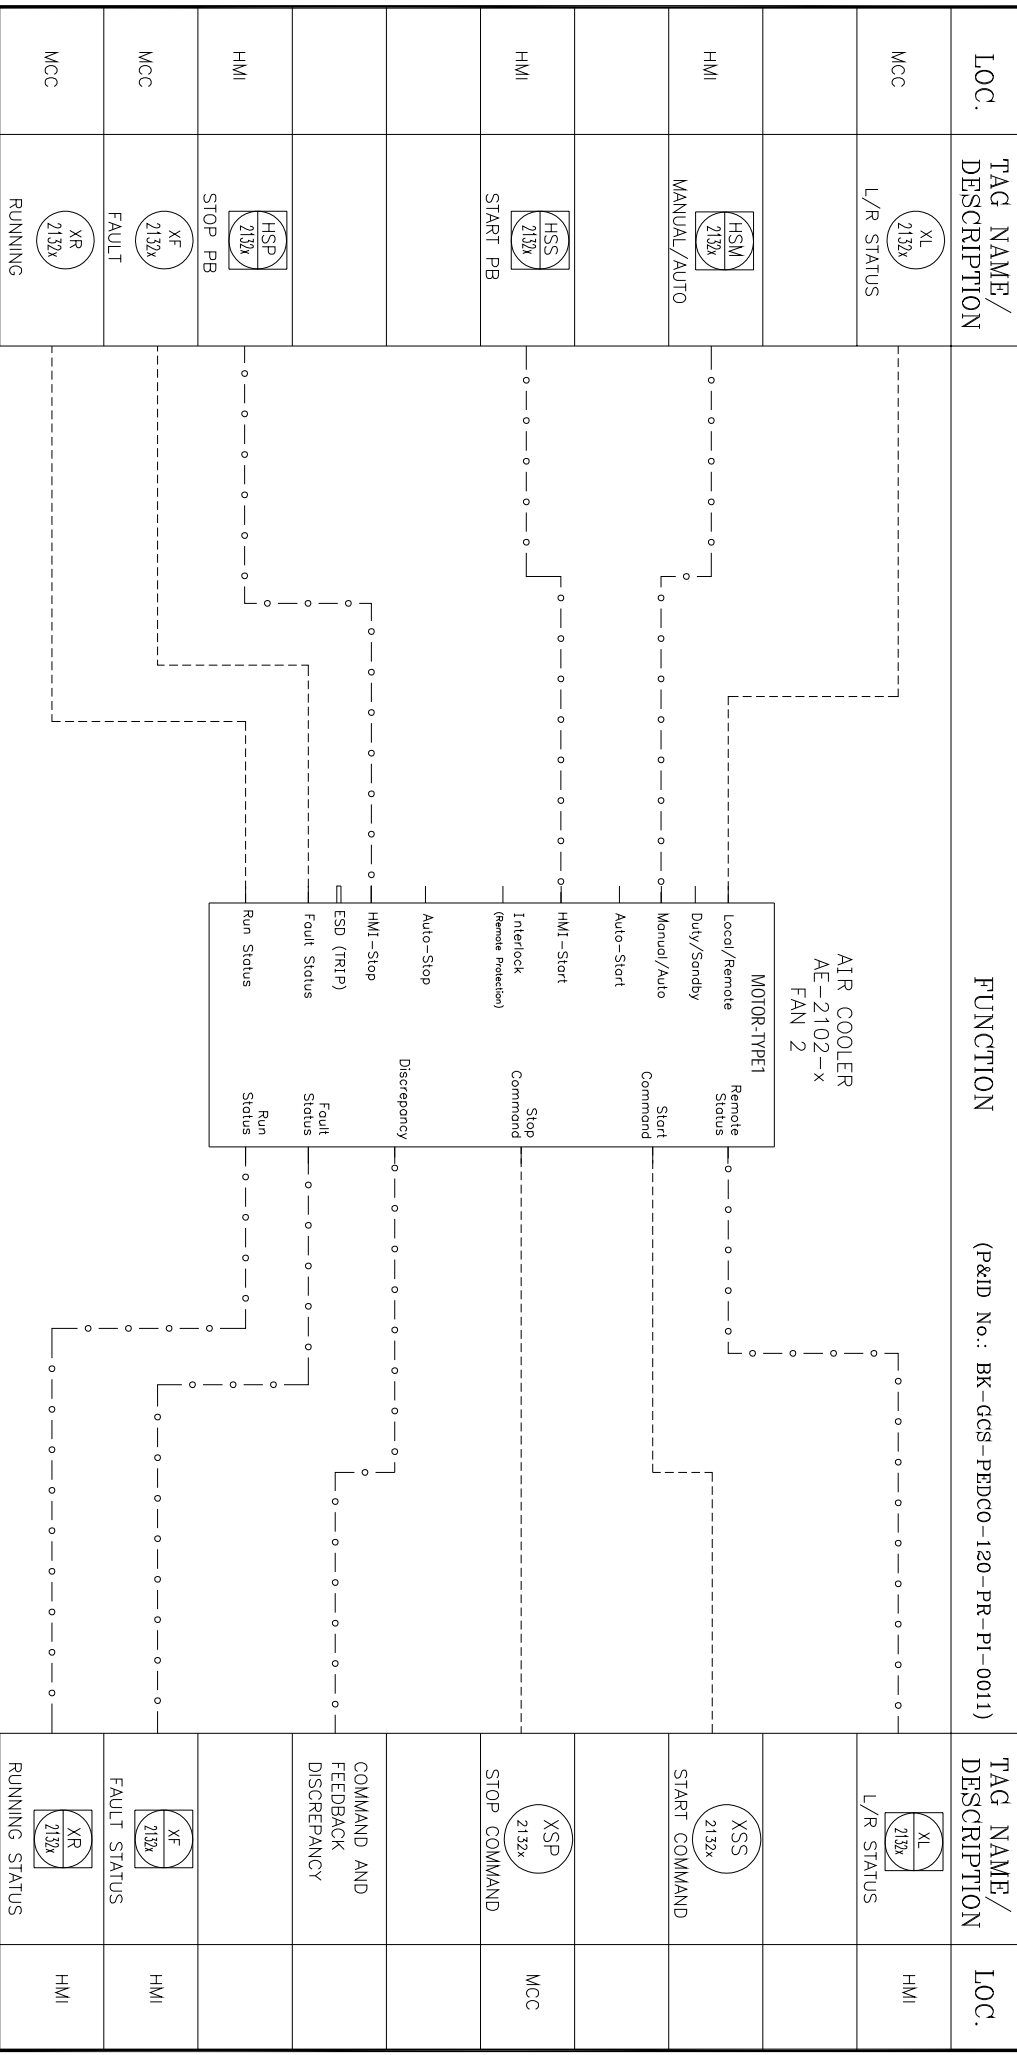 LOC.
TAG NAME/
DESCRIPTION
FUNCTION
(P&ID No.: BK-GCS-PEDCO-120-PR-PI-0011)
TAG NAME/
DESCRIPTION
LOC.
MCC
XL
2132x
L/R STATUS
HMI
HSM
2132x
MANUAL/AUTO
HMI
HSS
2132x
START PB
HMI
HSP
2132x
STOP PB
MCC
XF
2132x
FAULT
MCC
XR
2132x
RUNNING
AIR COOLER
AE-2102-x
FAN 2
MOTOR-TYPE1
Local/Remote
Duty/Sandby
Manual/Auto
Auto-Start
HMI-Start
Interlock
(Remote Protection)
Auto-Stop
HMI-Stop
ESD (TRIP)
Fault Status
Run Status
Remote
Status
Start
Command
Stop
Command
Discrepancy
Fault
Status
Run
Status
XL
2132x
L/R STATUS
HMI
XSS
2132x
START COMMAND
XSP
2132x
STOP COMMAND
MCC
COMMAND AND
FEEDBACK
DISCREPANCY
XF
2132x
FAULT STATUS
HMI
XR
2132x
RUNNING STATUS
HMI